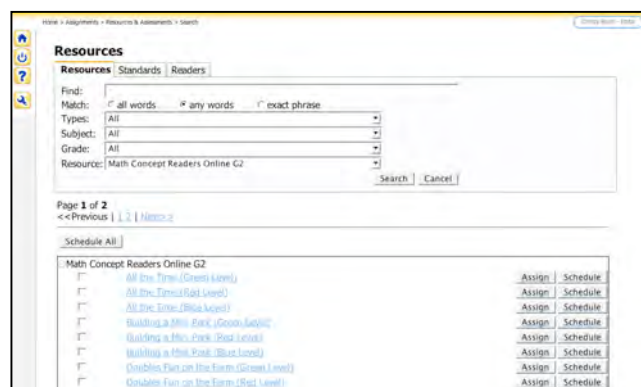 Home > Assignments > Resources & Assessments > Search
Resources
Resources Standards Readers
Find:
Match: all words any words exact phrase
Types: All
Subject: All
Grade: All
Resource: Math Concept Readers Online G2
Search Cancel
Page 1 of 2
<<Previous | 1 2 |
Schedule All
Math Concept Readers Online G2
All the Time (Green Level) Assign Schedule
All the Time (Red Level) Assign Schedule
All the Time (Blue Level) Assign Schedule
Building a Mini Park (Green Level) Assign Schedule
Building a Mini Park (Red Level) Assign Schedule
Building a Mini Park (Blue Level) Assign Schedule
Doubles Fun on the Farm (Green Level) Assign Schedule
Doubles Fun on the Farm (Red Level) Assign Schedule